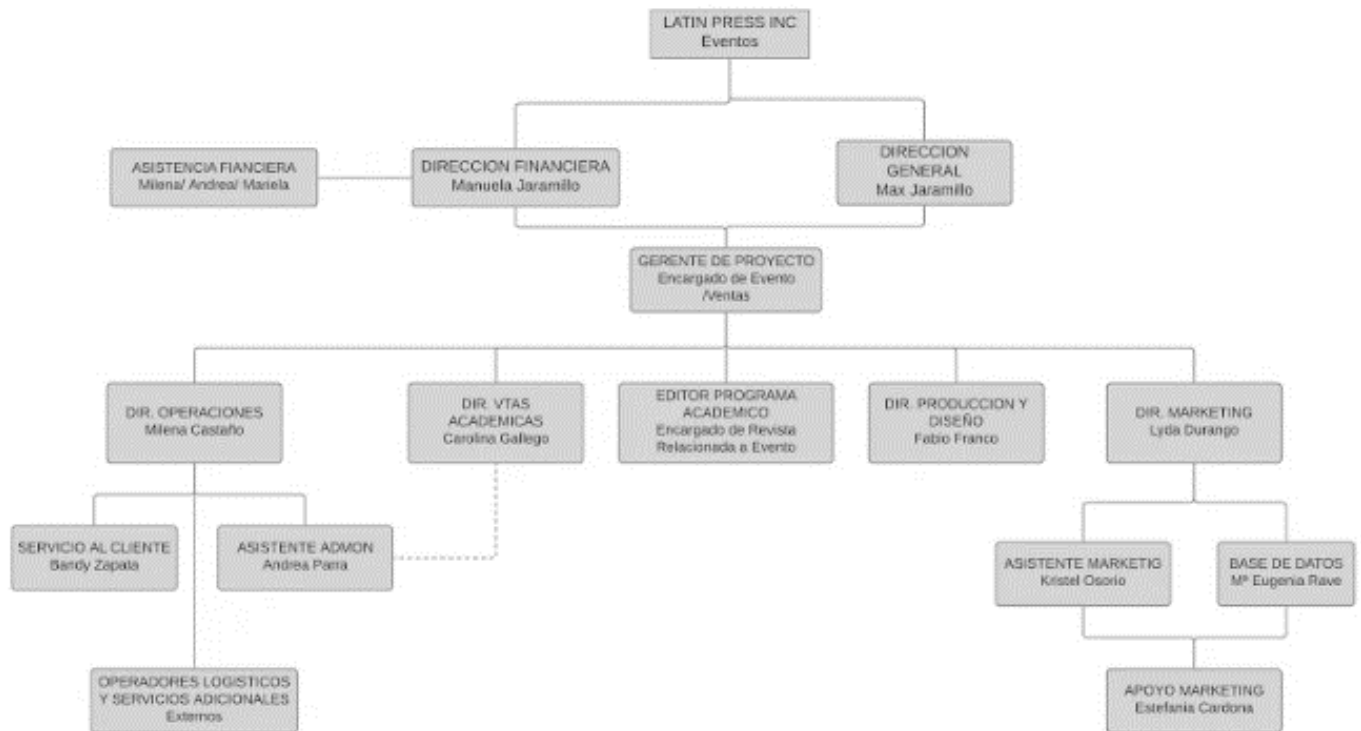 LATIN PRESS INC
Eventos
ASISTENCIA FIANCIERA
Milena/ Andrea/ Mariela
DIRECCION FINANCIERA
Manuela Jaramillo
DIRECCION
GENERAL
Max Jaramillo
GERENTE DE PROYECTO
Encargado de Evento
/Ventas
DIR. OPERACIONES
Milena Castaño
DIR. VTAS
ACADEMICAS
Carolina Gallego
EDITOR PROGRAMA
ACADEMICO
Encargado de Revista
Relacionada a Evento
DIR. PRODUCCION Y
DISEÑO
Fabio Franco
DIR. MARKETING
Lyda Durango
SERVICIO AL CLIENTE
Bandy Zapata
ASISTENTE ADMON
Andrea Parra
ASISTENTE MARKETIG
Kristel Osorio
BASE DE DATOS
Mª Eugenia Rave
OPERADORES LOGISTICOS
Y SERVICIOS ADICIONALES
Externos
APOYO MARKETING
Estefania Cardona